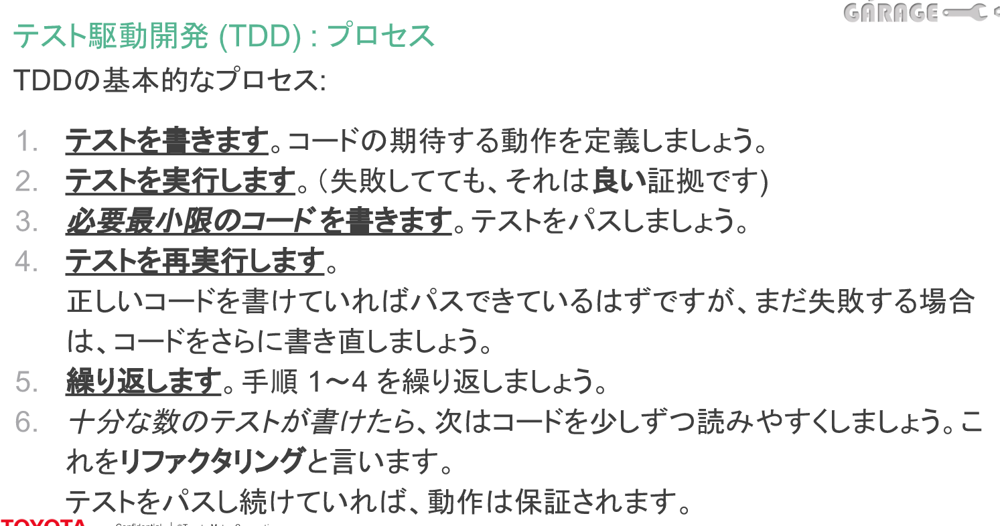 GARAGE
テスト駆動開発 (TDD) : プロセス
TDDの基本的なプロセス:
1. テストを書きます。コードの期待する動作を定義しましょう。
2. テストを実行します。（失敗してても、それは良い証拠です)
3. 必要最小限のコードを書きます。テストをパスしましょう。
4. テストを再実行します。
正しいコードを書けていればパスできているはずですが、まだ失敗する場合
は、コードをさらに書き直しましょう。
5. 繰り返します。手順 1～4 を繰り返しましょう。
6. 十分な数のテストが書けたら、次はコードを少しずつ読みやすくしましょう。こ
れをリファクタリングと言います。
テストをパスし続けていれば、動作は保証されます。
TOYOTA